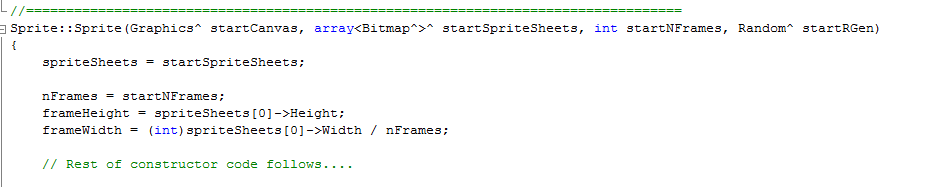 //==================================================================================
Sprite::Sprite(Graphics^ startCanvas, array<Bitmap^>^ startSpriteSheets, int startNFrames, Random^ startRGen)
{
    spriteSheets = startSpriteSheets;

    nFrames = startNFrames;
    frameHeight = spriteSheets[0]->Height;
    frameWidth = (int)spriteSheets[0]->Width / nFrames;

    // Rest of constructor code follows....